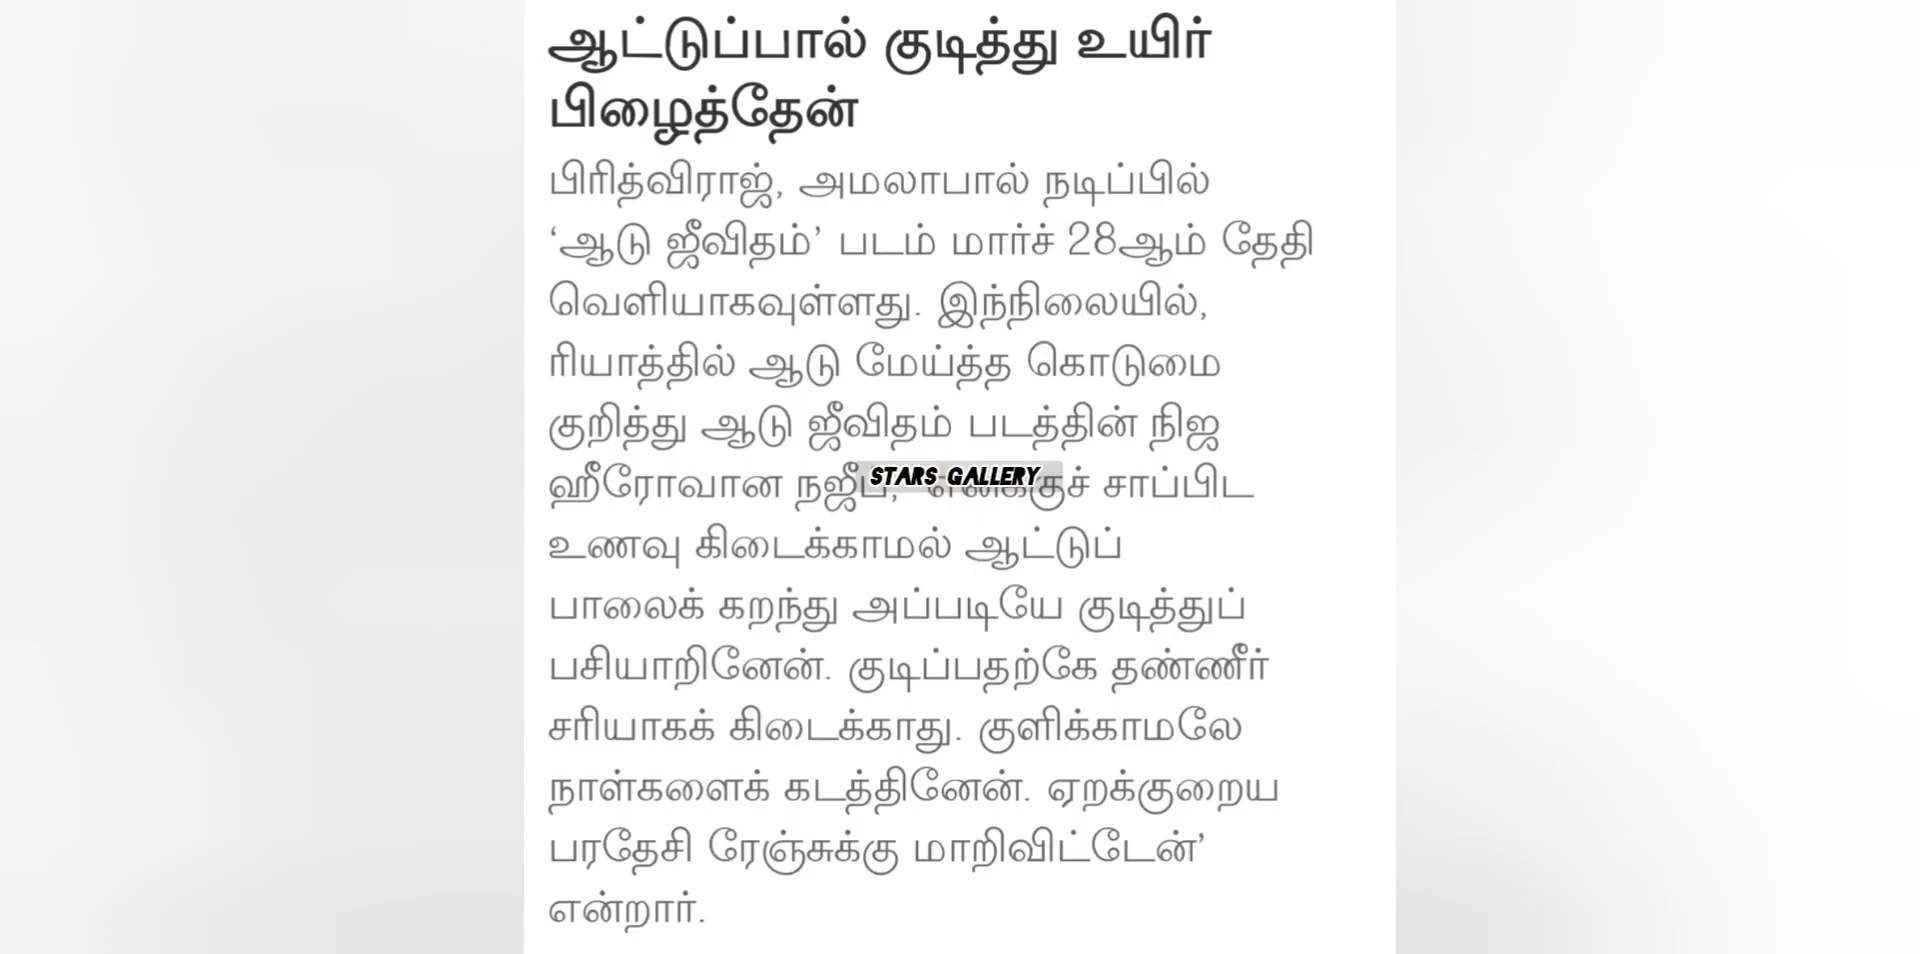 ஆட்டுப்பால் குடித்து உயிர்
பிழைத்தேன்
பிரித்விராஜ், அமலாபால் நடிப்பில்
‘ஆடு ஜீவிதம்’ படம் மார்ச் 28ஆம் தேதி
வெளியாகவுள்ளது. இந்நிலையில்,
ரியாத்தில் ஆடு மேய்த்த கொடுமை
குறித்து ஆடு ஜீவிதம் படத்தின் நிஜ
ஹீரோவான சாப்பிட
STARS GALLERY
உணவு கிடைக்காமல் ஆட்டுப்
பாலைக் கறந்து அப்படியே குடித்துப்
பசியாறினேன். குடிப்பதற்கே தண்ணீர்
சரியாகக் கிடைக்காது. குளிக்காமலே
நாள்களைக் கடத்தினேன். ஏறக்குறைய
பரதேசி ரேஞ்சுக்கு மாறிவிட்டேன்’
என்றார்.